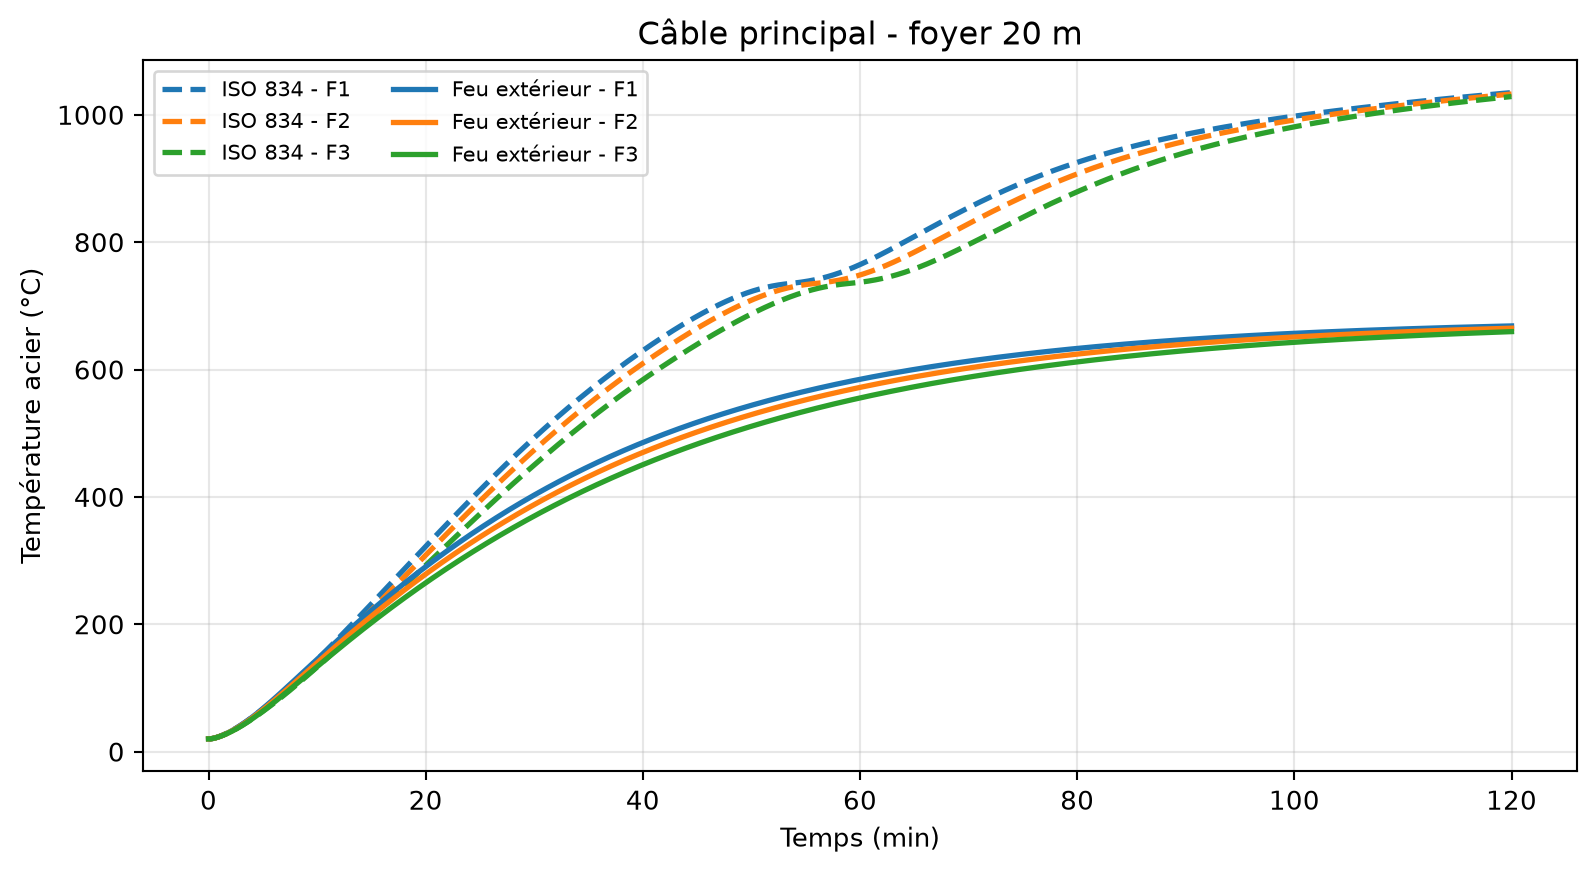 Câble principal - foyer 20 m
ISO 834 - F1
ISO 834 - F2
ISO 834 - F3
Feu extérieur - F1
Feu extérieur - F2
Feu extérieur - F3
Température acier (°C)
1000
800
600
400
200
0
0 20 40 60 80 100 120
Temps (min)